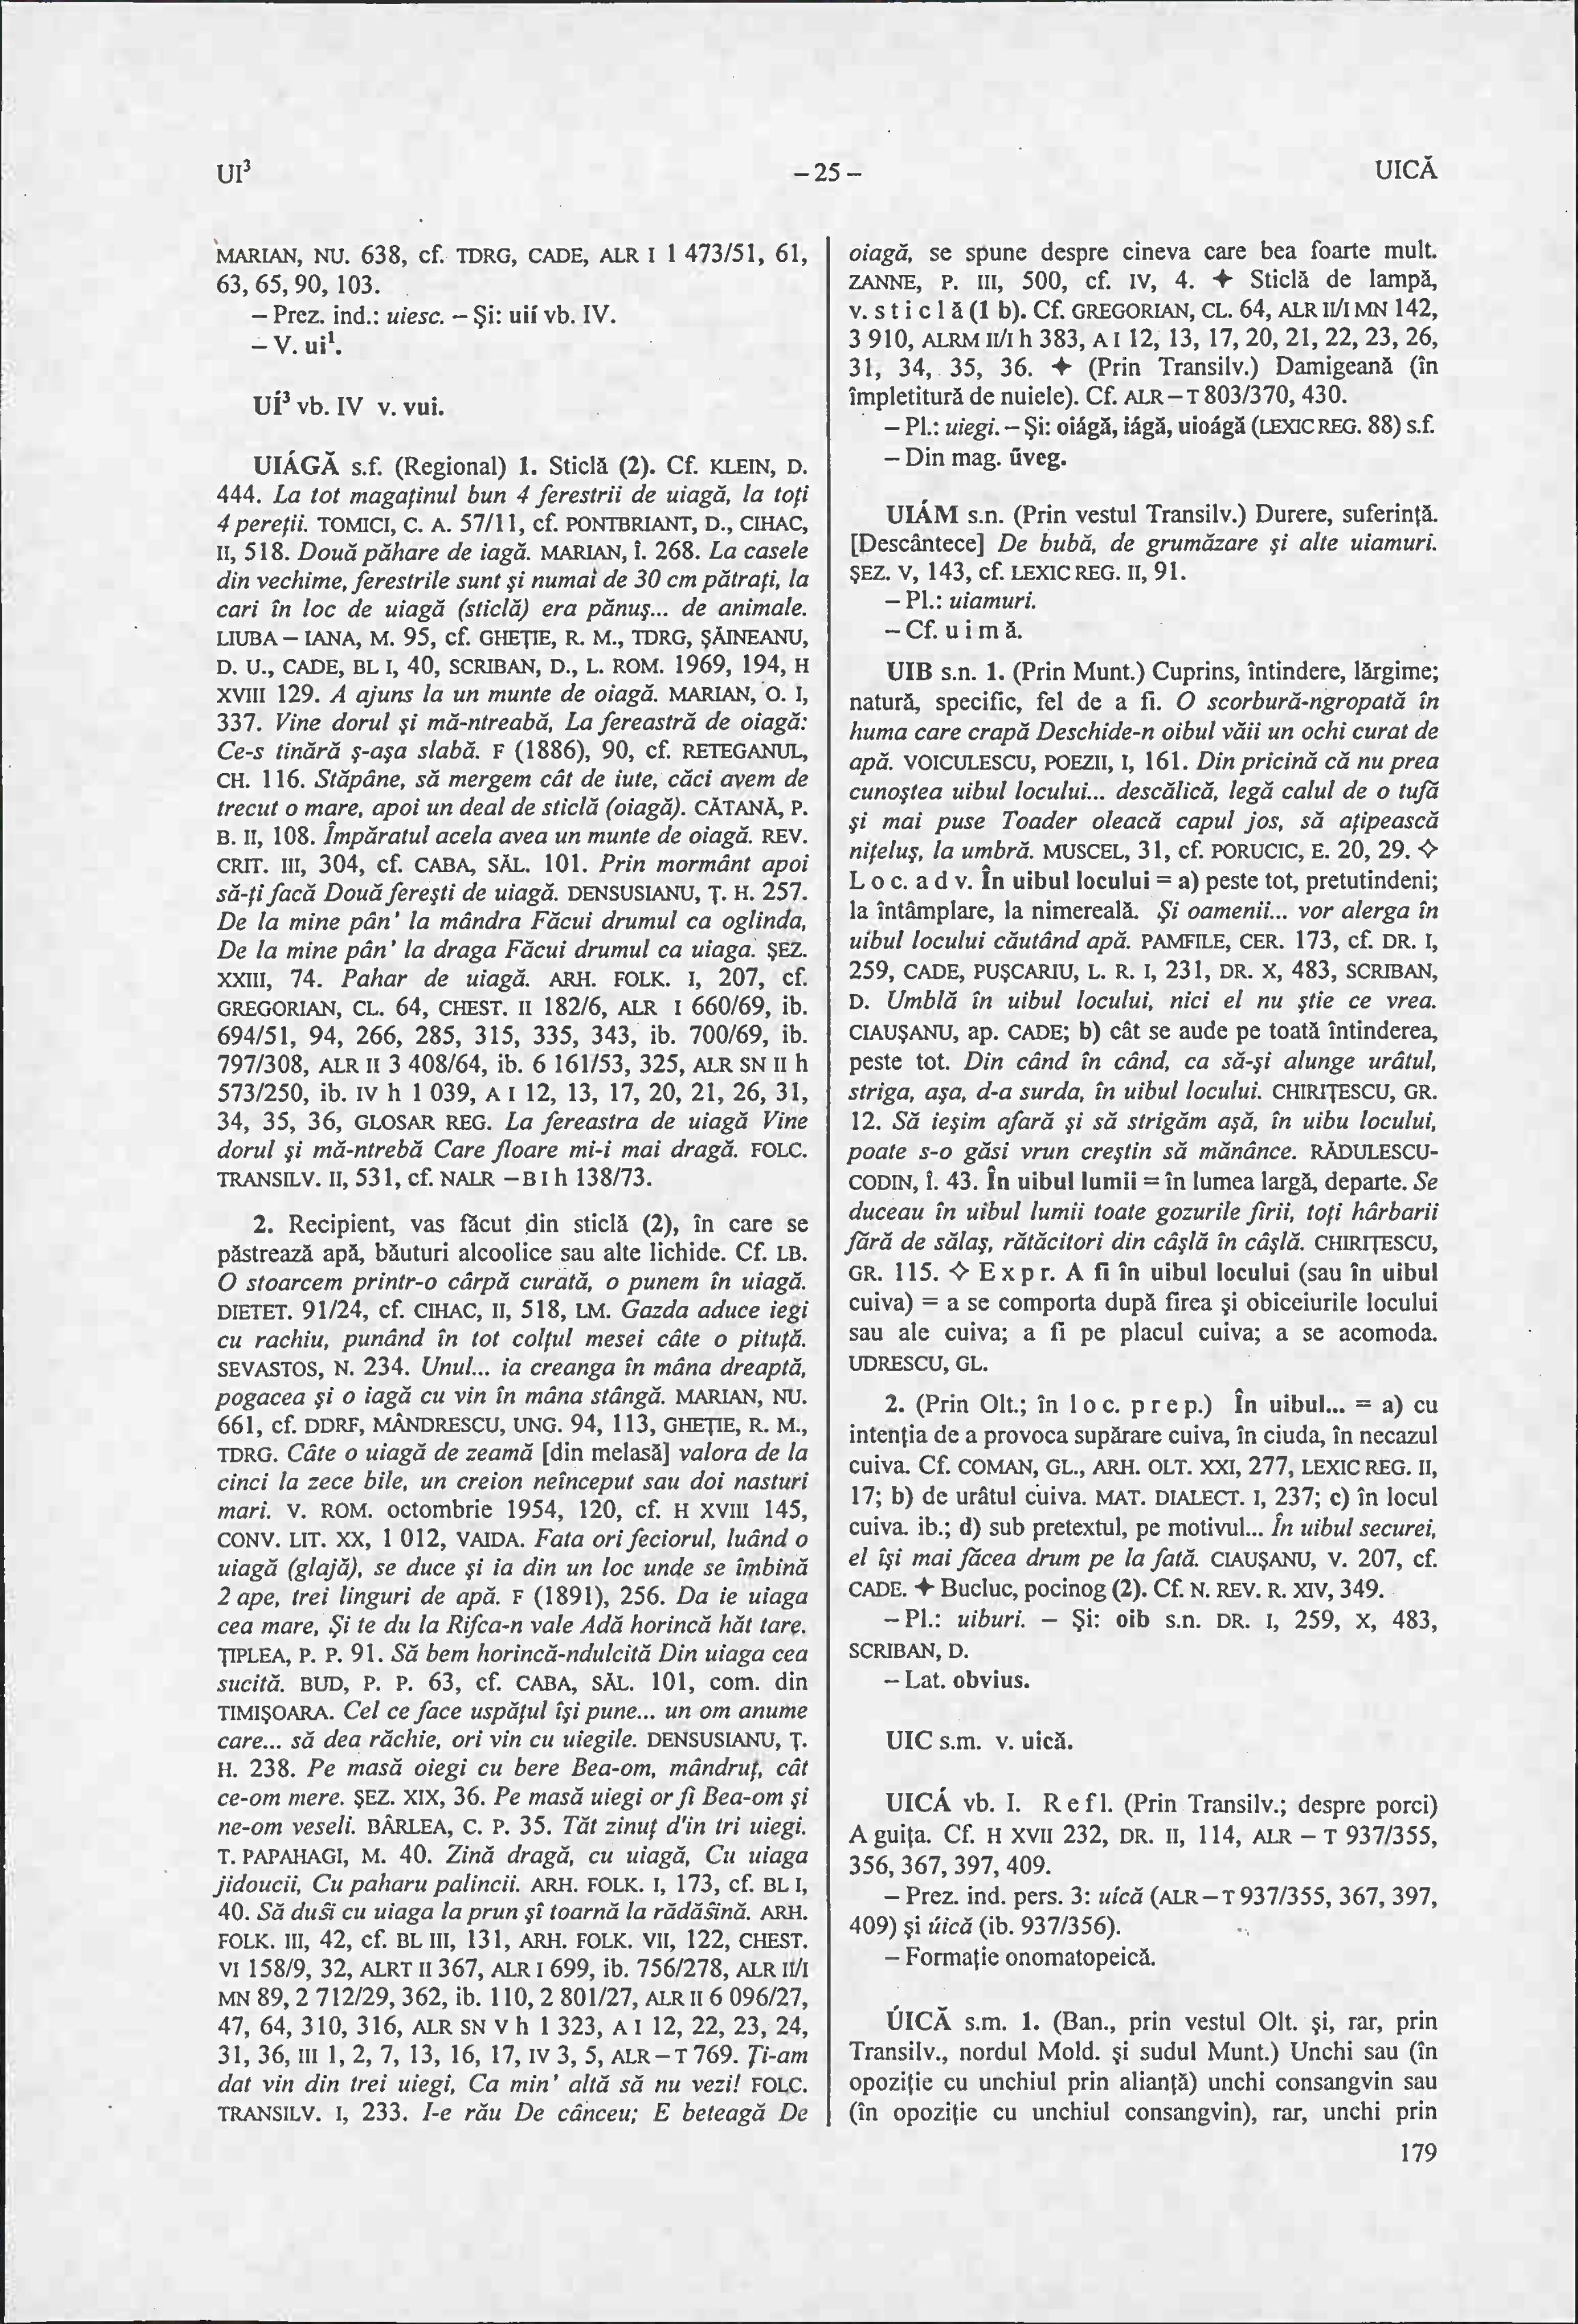 UI³
– 25 –
UICĂ
MARIAN, NU. 638, cf. TDRG, CADE, ALR I 1 473/51, 61,
63, 65, 90, 103.
– Prez. ind.: uiesc. – Şi: uií vb. IV.
– V. ui¹.
UÍ³ vb. IV v. vui.
UIÁGĂ s.f. (Regional) 1. Sticlă (2). Cf. KLEIN, D.
444. La tot magaţinul bun 4 ferestrii de uiagă, la toţi
4 pereţii. TOMICI, C. A. 57/11, cf. PONTBRIANT, D., CIHAC,
II, 518. Două păhare de iagă. MARIAN, Î. 268. La casele
din vechime, ferestrile sunt şi numai de 30 cm pătraţi, la
cari în loc de uiagă (sticlă) era pănuş... de animale.
LIUBA – IANA, M. 95, cf. GHEŢIE, R. M., TDRG, ŞĂINEANU,
D. U., CADE, BL I, 40, SCRIBAN, D., L. ROM. 1969, 194, H
XVIII 129. A ajuns la un munte de oiagă. MARIAN, O. I,
337. Vine dorul şi mă-ntreabă, La fereastră de oiagă:
Ce-s tinără ş-aşa slabă. F (1886), 90, cf. RETEGANUL,
CH. 116. Stăpâne, să mergem cât de iute, căci avem de
trecut o mare, apoi un deal de sticlă (oiagă). CĂTANĂ, P.
B. II, 108. Împăratul acela avea un munte de oiagă. REV.
CRIT. III, 304, cf. CABA, SĂL. 101. Prin mormânt apoi
să-ţi facă Două fereşti de uiagă. DENSUSIANU, Ţ. H. 257.
De la mine pân' la mândra Făcui drumul ca oglinda,
De la mine pân' la draga Făcui drumul ca uiaga. ŞEZ.
XXIII, 74. Pahar de uiagă. ARH. FOLK. I, 207, cf.
GREGORIAN, CL. 64, CHEST. II 182/6, ALR I 660/69, ib.
694/51, 94, 266, 285, 315, 335, 343, ib. 700/69, ib.
797/308, ALR II 3 408/64, ib. 6 161/53, 325, ALR SN II h
573/250, ib. IV h 1 039, A I 12, 13, 17, 20, 21, 26, 31,
34, 35, 36, GLOSAR REG. La fereastra de uiagă Vine
dorul şi mă-ntrebă Care floare mi-i mai dragă. FOLC.
TRANSILV. II, 531, cf. NALR – B I h 138/73.
2. Recipient, vas făcut din sticlă (2), în care se
păstrează apă, băuturi alcoolice sau alte lichide. Cf. LB.
O stoarcem printr-o cârpă curată, o punem în uiagă.
DIETET. 91/24, cf. CIHAC, II, 518, LM. Gazda aduce iegi
cu rachiu, punând în tot colţul mesei câte o pituţă.
SEVASTOS, N. 234. Unul... ia creanga în mâna dreaptă,
pogacea şi o iagă cu vin în mâna stângă. MARIAN, NU.
661, cf. DDRF, MÂNDRESCU, UNG. 94, 113, GHEŢIE, R. M.,
TDRG. Câte o uiagă de zeamă [din melasă] valora de la
cinci la zece bile, un creion neînceput sau doi nasturi
mari. V. ROM. octombrie 1954, 120, cf. H XVIII 145,
CONV. LIT. XX, 1 012, VAIDA. Fata ori feciorul, luând o
uiagă (glajă), se duce şi ia din un loc unde se îmbină
2 ape, trei linguri de apă. F (1891), 256. Da ie uiaga
cea mare, Şi te du la Rifca-n vale Adă horincă hăt tare.
ŢIPLEA, P. P. 91. Să bem horincă-ndulcită Din uiaga cea
sucită. BUD, P. P. 63, cf. CABA, SĂL. 101, com. din
TIMIŞOARA. Cel ce face uspăţul îşi pune... un om anume
care... să dea răchie, ori vin cu uiegile. DENSUSIANU, Ţ.
H. 238. Pe masă oiegi cu bere Bea-om, mândruţ, cât
ce-om mere. ŞEZ. XIX, 36. Pe masă uiegi or fi Bea-om şi
ne-om veseli. BÂRLEA, C. P. 35. Tăt zinuţ d'in tri uiegi.
T. PAPAHAGI, M. 40. Zină dragă, cu uiagă, Cu uiaga
jidoucii, Cu paharu palincii. ARH. FOLK. I, 173, cf. BL I,
40. Să duśi cu uiaga la prun şî toarnă la rădăśină. ARH.
FOLK. III, 42, cf. BL III, 131, ARH. FOLK. VII, 122, CHEST.
VI 158/9, 32, ALRT II 367, ALR I 699, ib. 756/278, ALR II/I
MN 89, 2 712/29, 362, ib. 110, 2 801/27, ALR II 6 096/27,
47, 64, 310, 316, ALR SN V h 1 323, A I 12, 22, 23, 24,
31, 36, III 1, 2, 7, 13, 16, 17, IV 3, 5, ALR – T 769. Ţi-am
dat vin din trei uiegi, Ca min' altă să nu vezi! FOLC.
TRANSILV. I, 233. I-e rău De cânceu; E beteagă De
oiagă, se spune despre cineva care bea foarte mult.
ZANNE, P. III, 500, cf. IV, 4. ✦ Sticlă de lampă,
v. s t i c l ă (1 b). Cf. GREGORIAN, CL. 64, ALR II/I MN 142,
3 910, ALRM II/I h 383, A I 12, 13, 17, 20, 21, 22, 23, 26,
31, 34, 35, 36. ✦ (Prin Transilv.) Damigeană (în
împletitură de nuiele). Cf. ALR – T 803/370, 430.
– Pl.: uiegi. – Şi: oiágă, iágă, uioágă (LEXIC REG. 88) s.f.
– Din mag. ũveg.
UIÁM s.n. (Prin vestul Transilv.) Durere, suferinţă.
[Descântece] De bubă, de grumăzare şi alte uiamuri.
ŞEZ. V, 143, cf. LEXIC REG. II, 91.
– Pl.: uiamuri.
– Cf. u i m ă.
UIB s.n. 1. (Prin Munt.) Cuprins, întindere, lărgime;
natură, specific, fel de a fi. O scorbură-ngropată în
huma care crapă Deschide-n oibul văii un ochi curat de
apă. VOICULESCU, POEZII, I, 161. Din pricină că nu prea
cunoştea uibul locului... descălică, legă calul de o tufă
şi mai puse Toader oleacă capul jos, să aţipească
niţeluş, la umbră. MUSCEL, 31, cf. PORUCIC, E. 20, 29. ✧
L o c. a d v. În uibul locului = a) peste tot, pretutindeni;
la întâmplare, la nimereală. Şi oamenii... vor alerga în
uibul locului căutând apă. PAMFILE, CER. 173, cf. DR. I,
259, CADE, PUŞCARIU, L. R. I, 231, DR. X, 483, SCRIBAN,
D. Umblă în uibul locului, nici el nu ştie ce vrea.
CIAUŞANU, ap. CADE; b) cât se aude pe toată întinderea,
peste tot. Din când în când, ca să-şi alunge urâtul,
striga, aşa, d-a surda, în uibul locului. CHIRIŢESCU, GR.
12. Să ieşim afară şi să strigăm aşă, în uibu locului,
poate s-o găsi vrun creştin să mănânce. RĂDULESCU-
CODIN, Î. 43. În uibul lumii = în lumea largă, departe. Se
duceau în uibul lumii toate gozurile firii, toţi hârbarii
fără de sălaş, rătăcitori din câşlă în câşlă. CHIRIŢESCU,
GR. 115. ✧ E x p r. A fi în uibul locului (sau în uibul
cuiva) = a se comporta după firea şi obiceiurile locului
sau ale cuiva; a fi pe placul cuiva; a se acomoda.
UDRESCU, GL.
2. (Prin Olt.; în l o c. p r e p.) În uibul... = a) cu
intenţia de a provoca supărare cuiva, în ciuda, în necazul
cuiva. Cf. COMAN, GL., ARH. OLT. XXI, 277, LEXIC REG. II,
17; b) de urâtul cuiva. MAT. DIALECT. I, 237; c) în locul
cuiva. ib.; d) sub pretextul, pe motivul... În uibul securei,
el îşi mai făcea drum pe la fată. CIAUŞANU, V. 207, cf.
CADE. ✦ Bucluc, pocinog (2). Cf. N. REV. R. XIV, 349.
– Pl.: uiburi. – Şi: oib s.n. DR. I, 259, X, 483,
SCRIBAN, D.
– Lat. obvius.
UIC s.m. v. uică.
UICÁ vb. I. R e f l. (Prin Transilv.; despre porci)
A guiţa. Cf. H XVII 232, DR. II, 114, ALR – T 937/355,
356, 367, 397, 409.
– Prez. ind. pers. 3: uícă (ALR – T 937/355, 367, 397,
409) şi úică (ib. 937/356).
– Formaţie onomatopeică.
ÚICĂ s.m. 1. (Ban., prin vestul Olt. şi, rar, prin
Transilv., nordul Mold. şi sudul Munt.) Unchi sau (în
opoziţie cu unchiul prin alianţă) unchi consangvin sau
(în opoziţie cu unchiul consangvin), rar, unchi prin
179